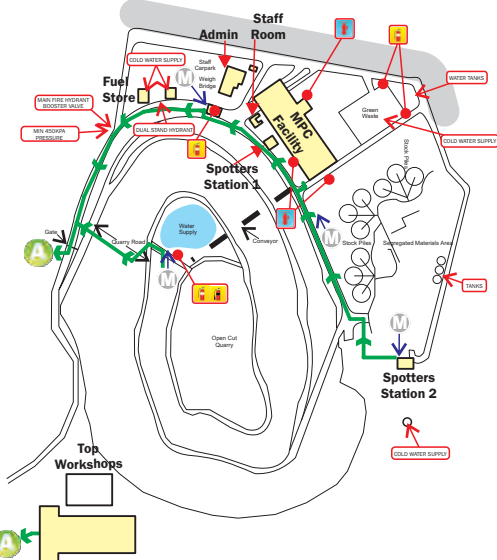 Staff
Room
Admin
COLD WATER SUPPLY
Staff
Carpark
M
Weigh
Bridge
Fuel
Store
WATER TANKS
MAIN FIRE HYDRANT
BOOSTER VALVE
MIN 450KPA
PRESSURE
DUAL STAND HYDRANT
Green
Waste
MPC
Facility
COLD WATER SUPPLY
Stock Piles
Spotters
Station 1
Water
Supply
Gate
A
Quarry Road
Conveyor
M
Stock Piles
Segregated Materials Area
M
TANKS
M
Open Cut
Quarry
Spotters
Station 2
COLD WATER SUPPLY
Top
Workshops
A